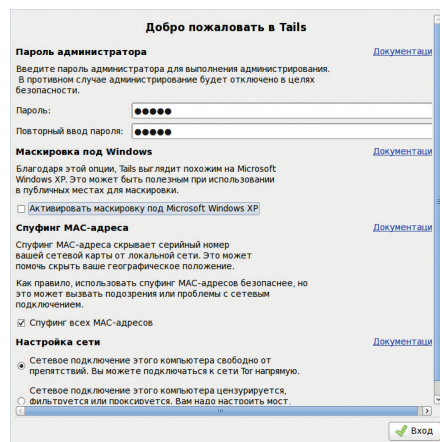 Добро пожаловать в Tails
Пароль администратора Документаци
Введите пароль администратора для выполнения администрирования.
В противном случае администрирование будет отключено в целях
безопасности.
Пароль: ●●●●●
Повторный ввод пароля: ●●●●●
Маскировка под Windows Документаци
Благодаря этой опции, Tails выглядит похожим на Microsoft
Windows XP. Это может быть полезным при использовании
в публичных местах для маскировки.
Активировать маскировку под Microsoft Windows XP
Спуфинг MAC-адреса Документаци
Спуфинг MAC-адреса скрывает серийный номер
вашей сетевой карты от локальной сети. Это может
помочь скрыть ваше географическое положение.
Как правило, использовать спуфинг MAC-адресов безопаснее, но
это может вызвать подозрения или проблемы с сетевым
подключением.
Спуфинг всех MAC-адресов
Настройка сети Документаци
Сетевое подключение этого компьютера свободно от
препятствий. Вы можете подключаться к сети Tor напрямую.
Сетевое подключение этого компьютера цензурируется,
фильтруется или проксируется. Вам надо настроить мост,
Вход